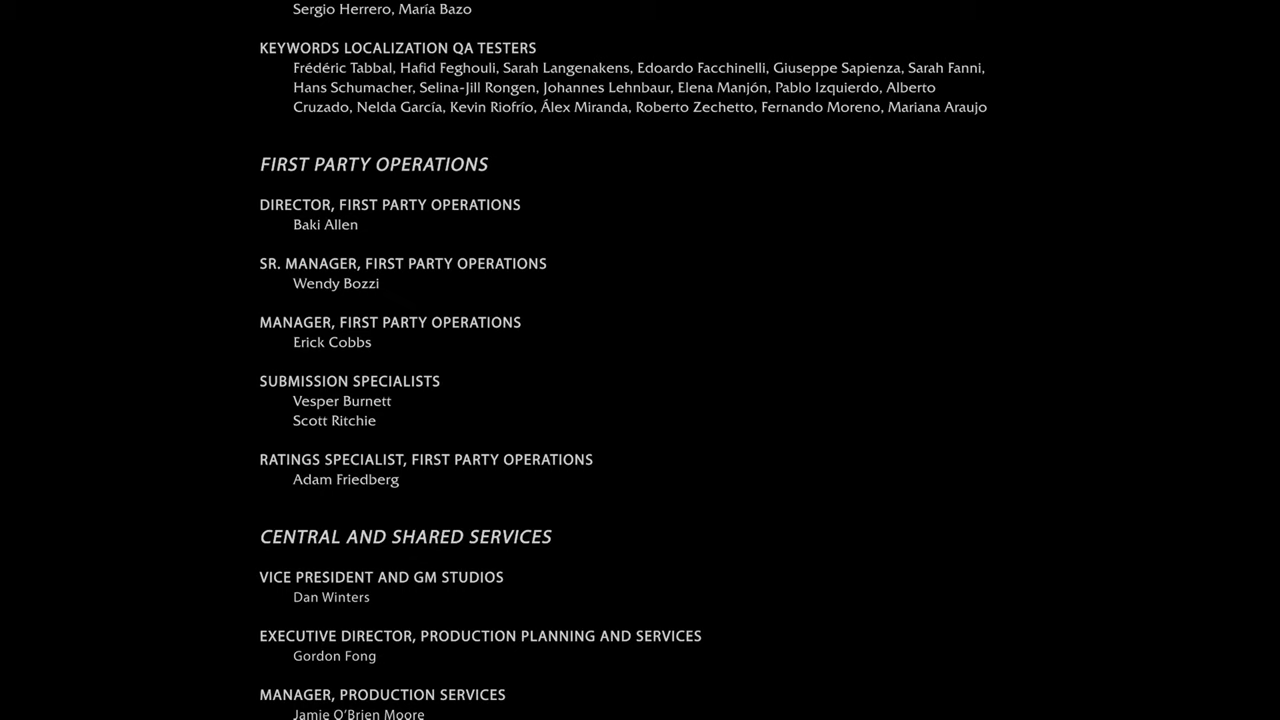 Sergio Herrero, María Bazo
KEYWORDS LOCALIZATION QA TESTERS
Frédéric Tabbal, Hafid Feghouli, Sarah Langenakens, Edoardo Facchinelli, Giuseppe Sapienza, Sarah Fanni,
Hans Schumacher, Selina-Jill Rongen, Johannes Lehnbaur, Elena Manjón, Pablo Izquierdo, Alberto
Cruzado, Nelda García, Kevin Riofrío, Álex Miranda, Roberto Zechetto, Fernando Moreno, Mariana Araujo
FIRST PARTY OPERATIONS
DIRECTOR, FIRST PARTY OPERATIONS
Baki Allen
SR. MANAGER, FIRST PARTY OPERATIONS
Wendy Bozzi
MANAGER, FIRST PARTY OPERATIONS
Erick Cobbs
SUBMISSION SPECIALISTS
Vesper Burnett
Scott Ritchie
RATINGS SPECIALIST, FIRST PARTY OPERATIONS
Adam Friedberg
CENTRAL AND SHARED SERVICES
VICE PRESIDENT AND GM STUDIOS
Dan Winters
EXECUTIVE DIRECTOR, PRODUCTION PLANNING AND SERVICES
Gordon Fong
MANAGER, PRODUCTION SERVICES
Jamie O'Brien Moore